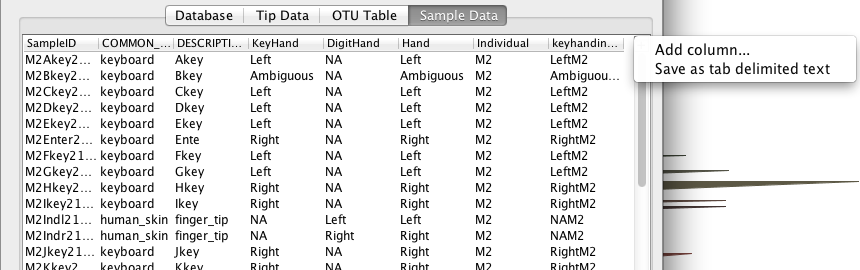 Database Tip Data OTU Table Sample Data
SampleID COMMON_... DESCRIPTI... KeyHand DigitHand Hand Individual keyhandin...
Add column...
Save as tab delimited text
M2Akey2... keyboard Akey Left NA Left M2 LeftM2
M2Bkey2... keyboard Bkey Ambiguous NA Ambiguous M2 Ambiguou...
M2Ckey2... keyboard Ckey Left NA Left M2 LeftM2
M2Dkey2... keyboard Dkey Left NA Left M2 LeftM2
M2Ekey2... keyboard Ekey Left NA Left M2 LeftM2
M2Enter2... keyboard Ente Right NA Right M2 RightM2
M2Fkey21... keyboard Fkey Left NA Left M2 LeftM2
M2Gkey2... keyboard Gkey Left NA Left M2 LeftM2
M2Hkey2... keyboard Hkey Right NA Right M2 RightM2
M2Ikey21... keyboard Ikey Right NA Right M2 RightM2
M2Indl21... human_skin finger_tip NA Left Left M2 NAM2
M2Indr21... human_skin finger_tip NA Right Right M2 NAM2
M2Jkey21... keyboard Jkey Right NA Right M2 RightM2
M2Kkey2... keyboard Kkey Right NA Right M2 RightM2